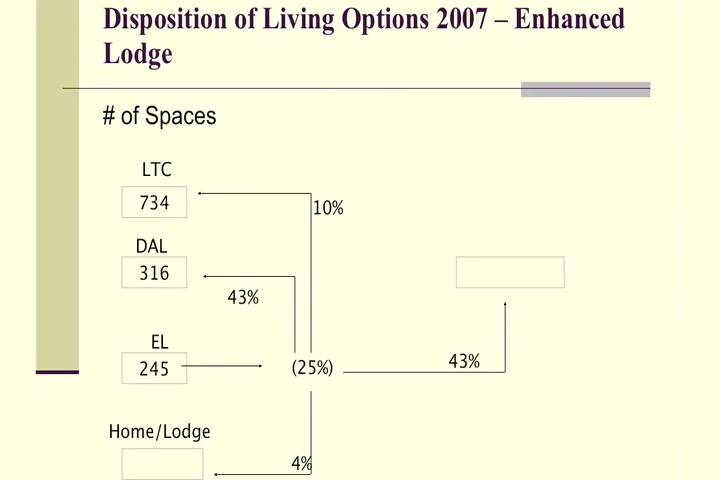 Disposition of Living Options 2007 – Enhanced
Lodge
# of Spaces
LTC
734
10%
DAL
316
43%
EL
245
(25%)
43%
Home/Lodge
4%